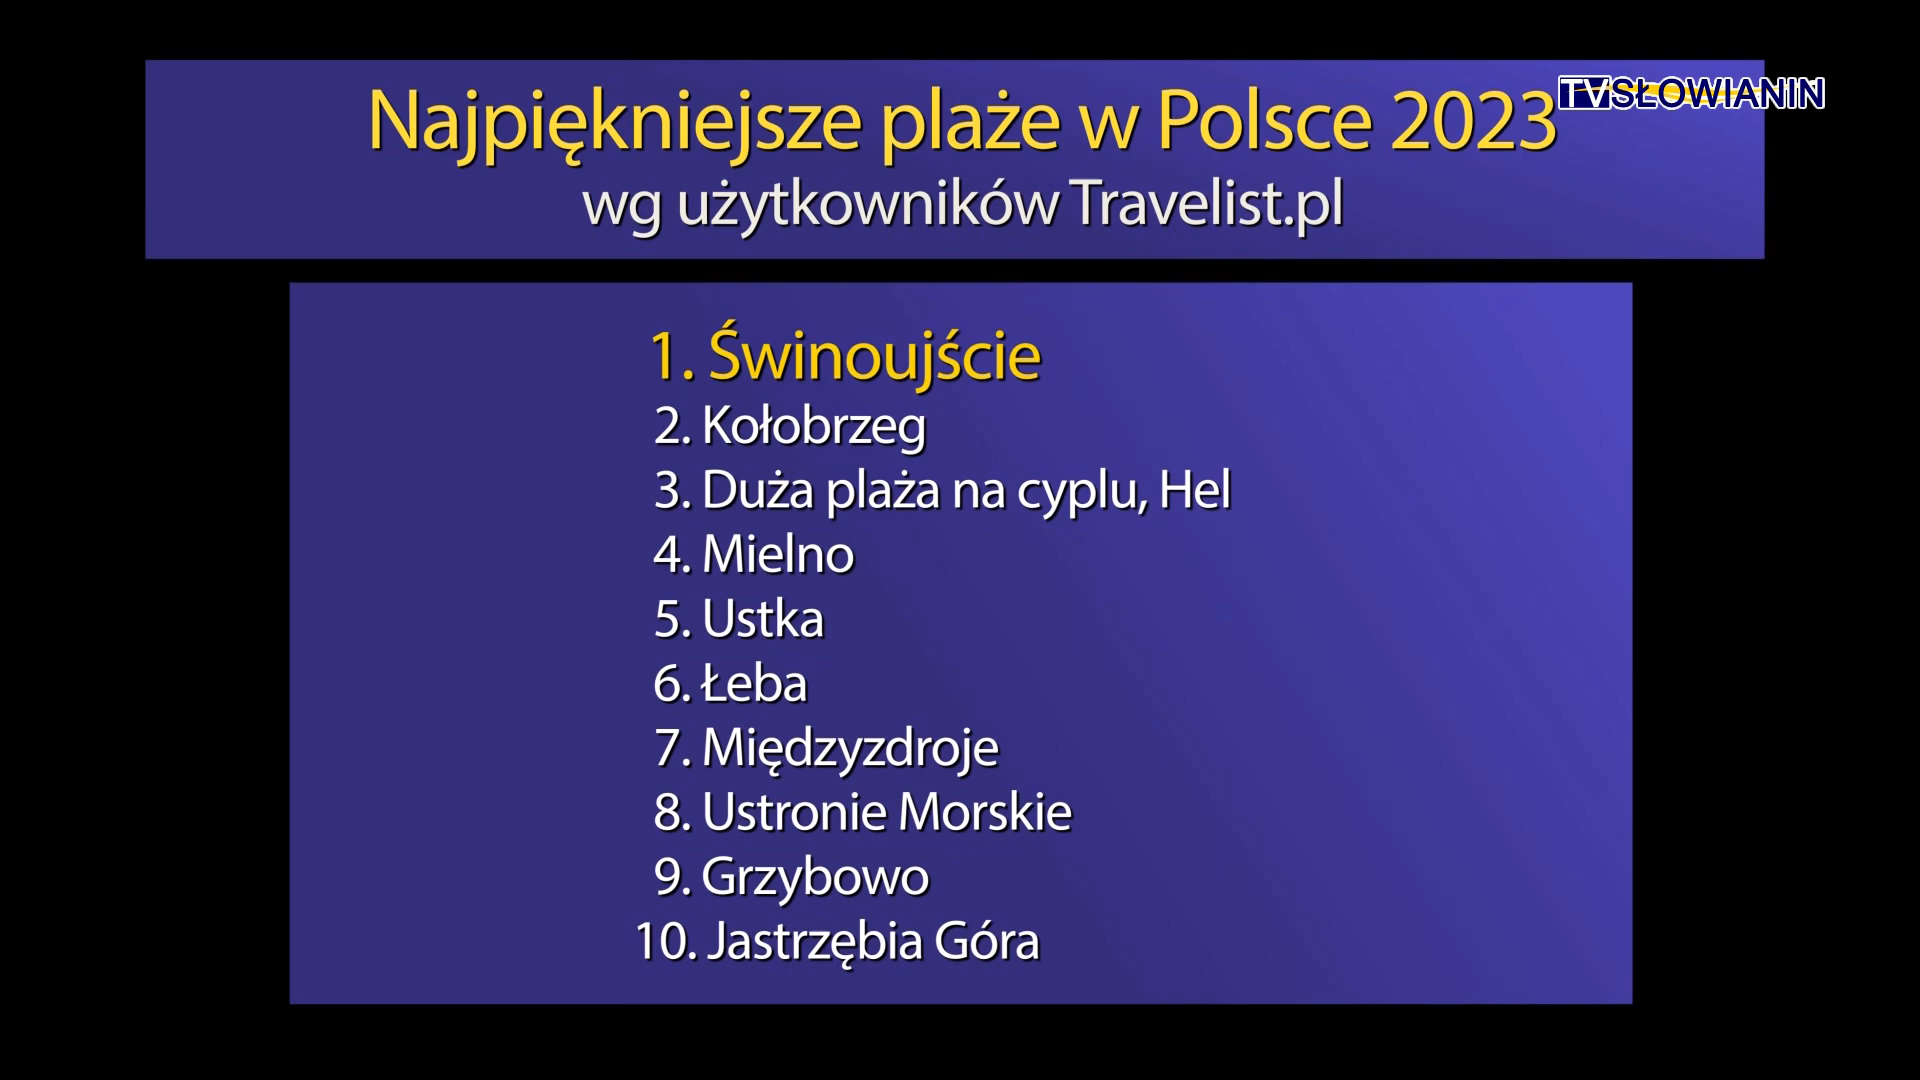 Najpiękniejsze plaże w Polsce 2023
TVSŁOWIANIN
wg użytkowników Travelist.pl
1. Świnoujście
2. Kołobrzeg
3. Duża plaża na cyplu, Hel
4. Mielno
5. Ustka
6. Łeba
7. Międzyzdroje
8. Ustronie Morskie
9. Grzybowo
10. Jastrzębia Góra